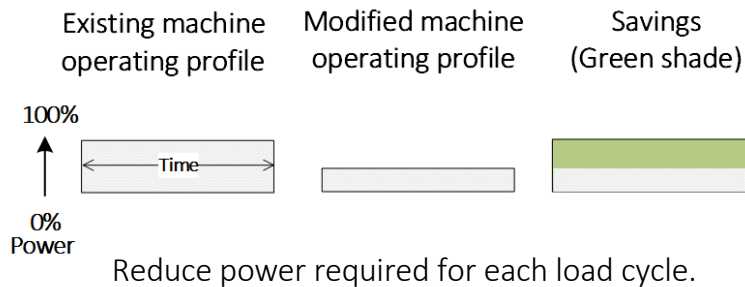 Existing machine
operating profile
Modified machine
operating profile
Savings
(Green shade)
100%
Time
0%
Power
Reduce power required for each load cycle.